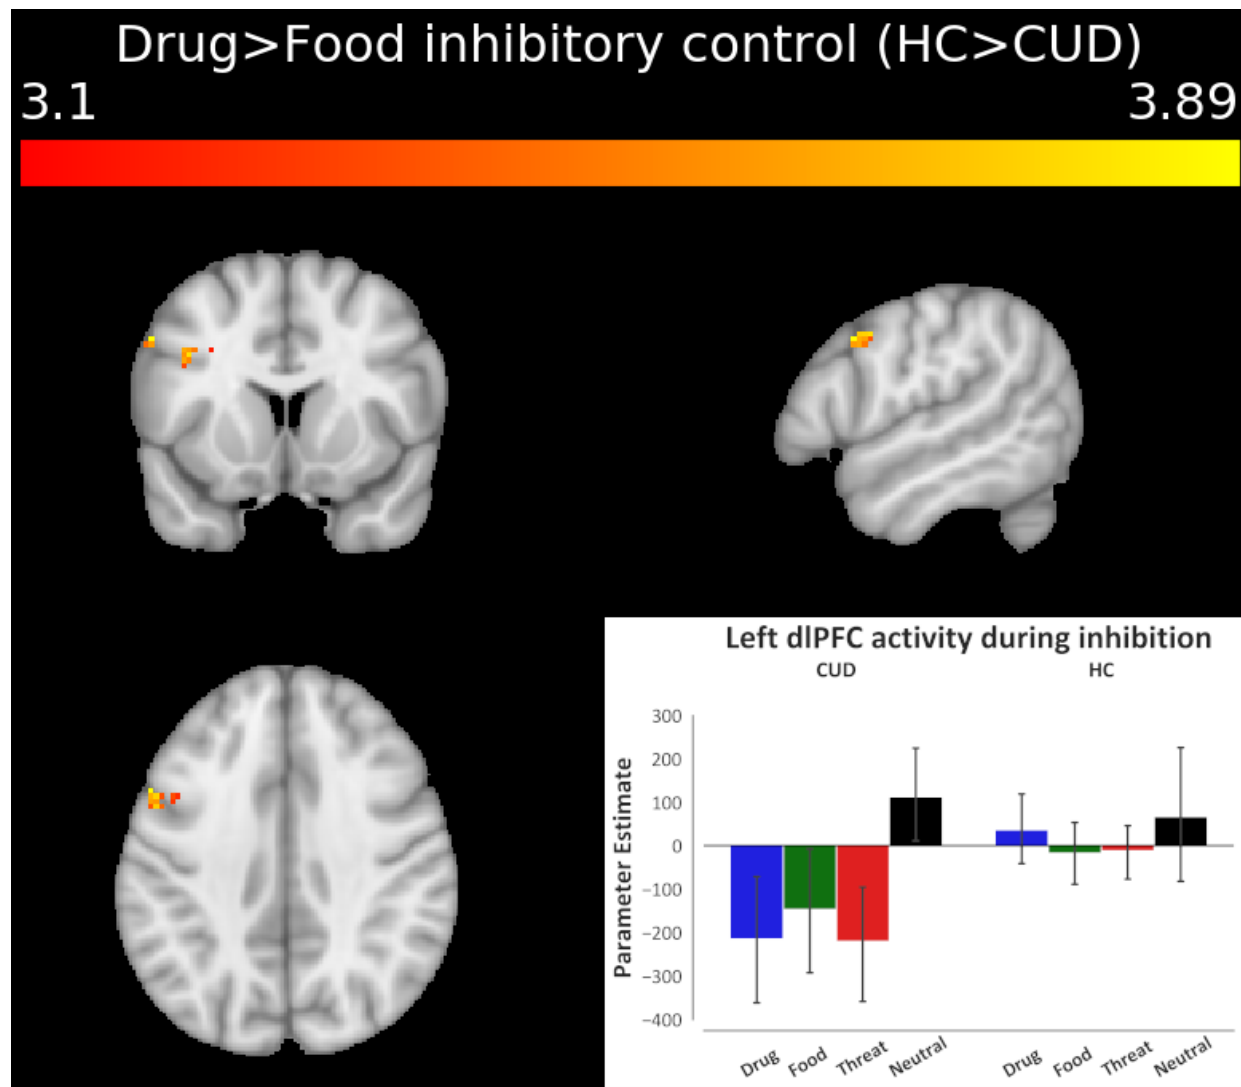 Drug>Food inhibitory control (HC>CUD)
3.1 3.89
Left dlPFC activity during inhibition
CUD HC
Parameter Estimate
300
200
100
0
−100
−200
−300
−400
Drug Food Threat Neutral Drug Food Threat Neutral